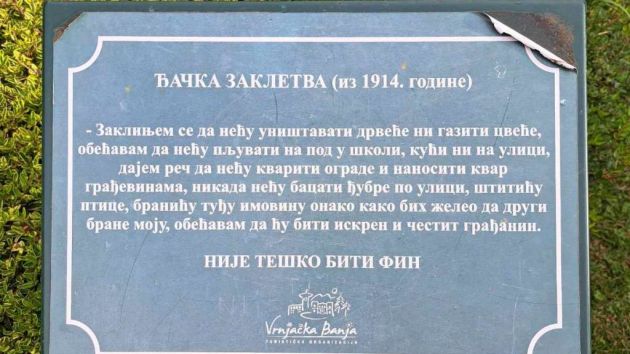 ЂАЧКА ЗАКЛЕТВА (из 1914. године)
- Заклињем се да нећу уништавати дрвеће ни газити цвеће,
обећавам да нећу пљувати на под у школи, кући ни на улици,
дајем реч да нећу кварити ограде и наносити квар
грађевинама, никада нећу бацати ђубре по улици, штитићу
птице, бранићу туђу имовину онако како бих желео да други
бране моју, обећавам да ћу бити искрен и честит грађанин.
НИЈЕ ТЕШКО БИТИ ФИН
Vrnjačka Banja
TURISTIČKA ORGANIZACIJA